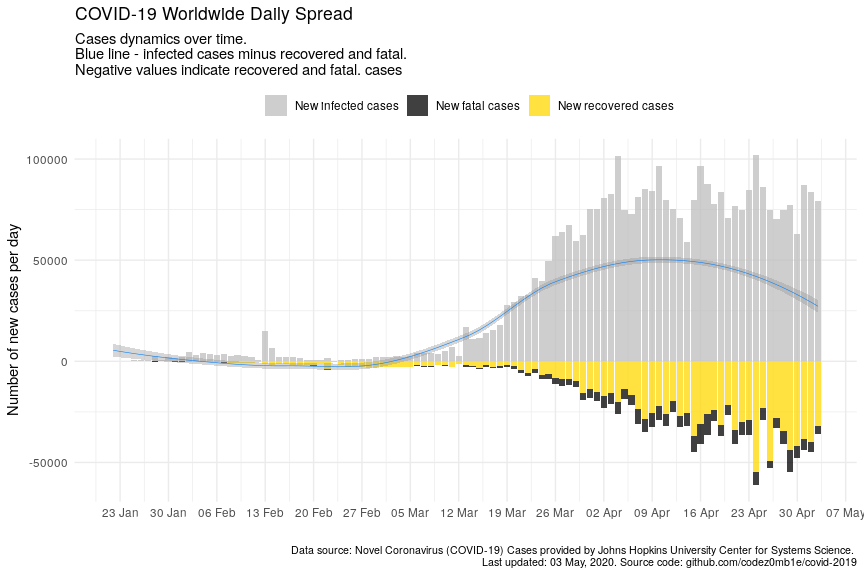 COVID-19 Worldwide Daily Spread
Cases dynamics over time.
Blue line - infected cases minus recovered and fatal.
Negative values indicate recovered and fatal. cases
New infected cases New fatal cases New recovered cases
Number of new cases per day
100000
50000
0
-50000
23 Jan 30 Jan 06 Feb 13 Feb 20 Feb 27 Feb 05 Mar 12 Mar 19 Mar 26 Mar 02 Apr 09 Apr 16 Apr 23 Apr 30 Apr 07 May
Data source: Novel Coronavirus (COVID-19) Cases provided by Johns Hopkins University Center for Systems Science.
Last updated: 03 May, 2020. Source code: github.com/codez0mb1e/covid-2019